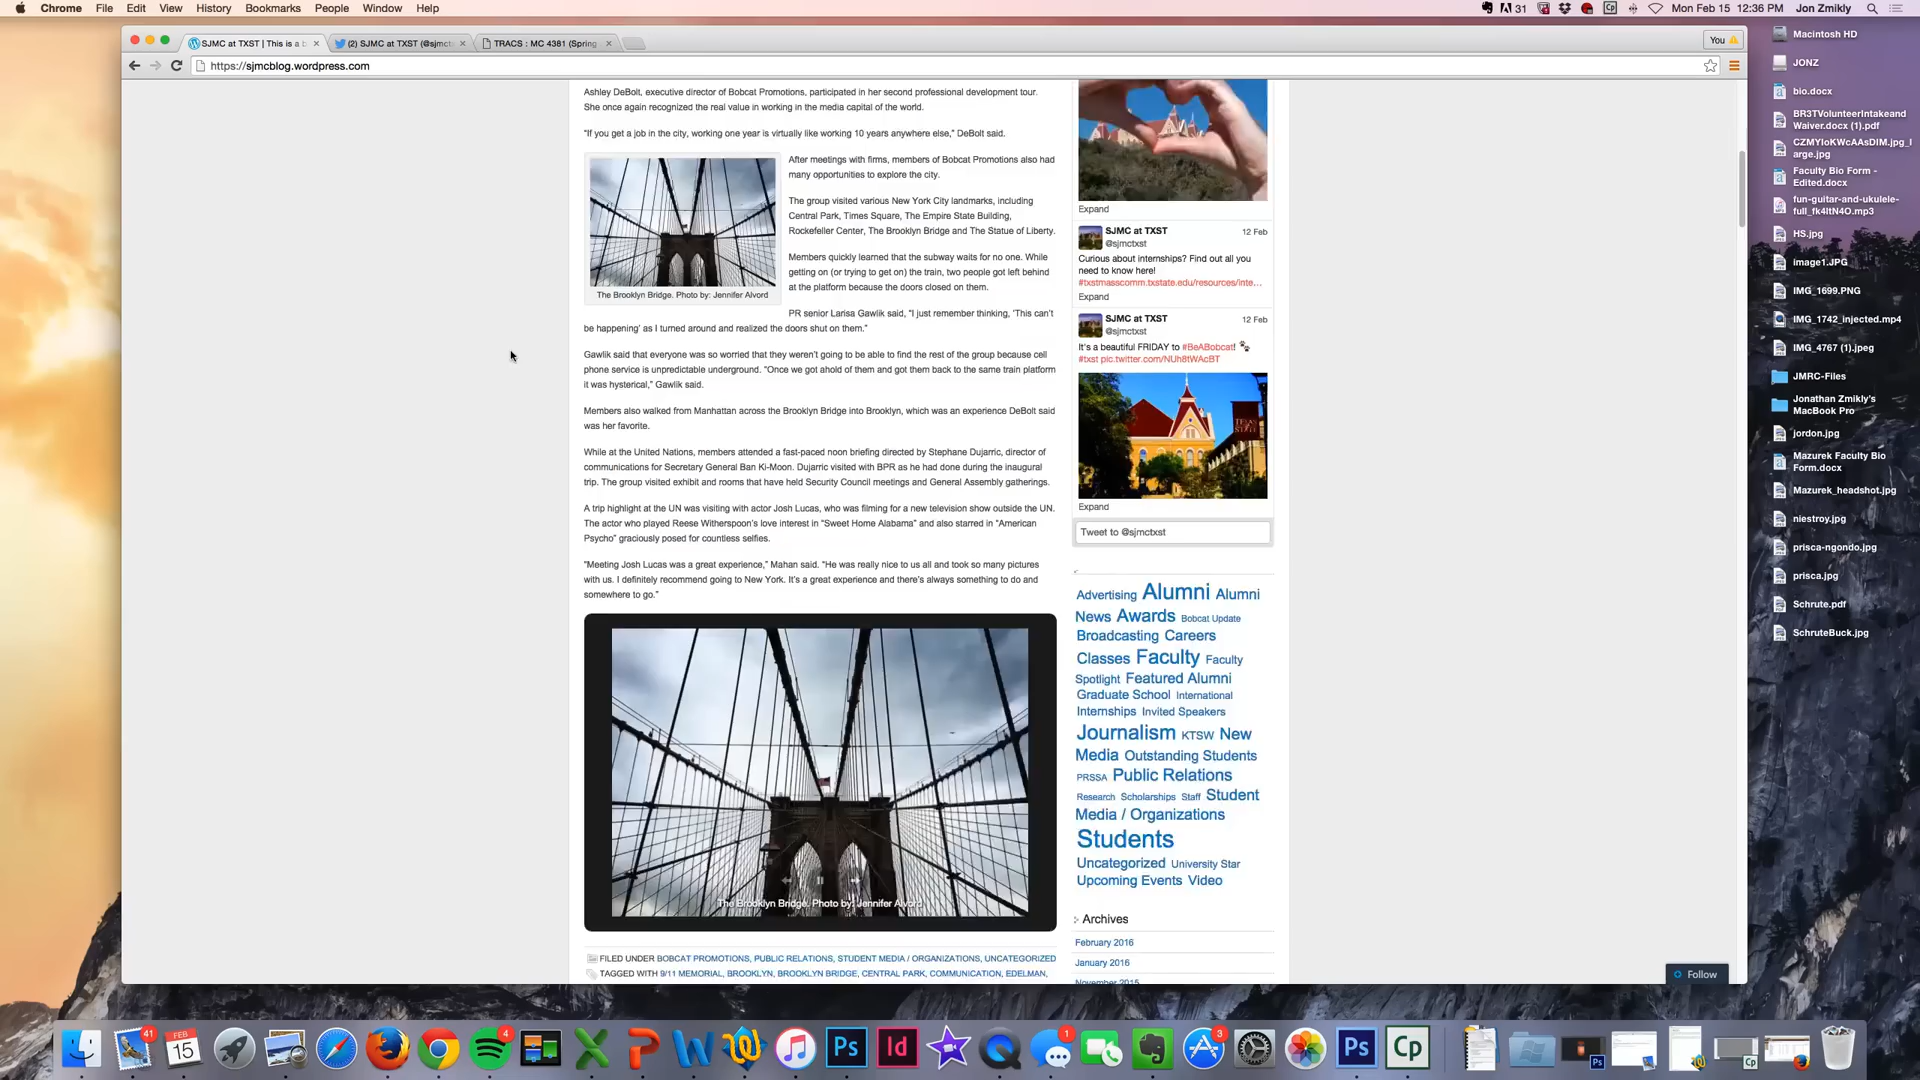 Chrome File Edit View History Bookmarks People Window Help
31 Mon Feb 15 12:36 PM Jon Zmikly
SJMC at TXST | This is a b
(2) SJMC at TXST (@sjmct
TRACS : MC 4381 (Spring
You
https://sjmcblog.wordpress.com
Ashley DeBolt, executive director of Bobcat Promotions, participated in her second professional development tour.
She once again recognized the real value in working in the media capital of the world.
“If you get a job in the city, working one year is virtually like working 10 years anywhere else,” DeBolt said.
The Brooklyn Bridge. Photo by: Jennifer Alvord
After meetings with firms, members of Bobcat Promotions also had
many opportunities to explore the city.
The group visited various New York City landmarks, including
Central Park, Times Square, The Empire State Building,
Rockefeller Center, The Brooklyn Bridge and The Statue of Liberty.
Members quickly learned that the subway waits for no one. While
getting on (or trying to get on) the train, two people got left behind
at the platform because the doors closed on them.
PR senior Larisa Gawlik said, “I just remember thinking, ‘This can’t
be happening’ as I turned around and realized the doors shut on them.”
Gawlik said that everyone was so worried that they weren’t going to be able to find the rest of the group because cell
phone service is unpredictable underground. “Once we got ahold of them and got them back to the same train platform
it was hysterical,” Gawlik said.
Members also walked from Manhattan across the Brooklyn Bridge into Brooklyn, which was an experience DeBolt said
was her favorite.
While at the United Nations, members attended a fast-paced noon briefing directed by Stephane Dujarric, director of
communications for Secretary General Ban Ki-Moon. Dujarric visited with BPR as he had done during the inaugural
trip. The group visited exhibit and rooms that have held Security Council meetings and General Assembly gatherings.
A trip highlight at the UN was visiting with actor Josh Lucas, who was filming for a new television show outside the UN.
The actor who played Reese Witherspoon’s love interest in “Sweet Home Alabama” and also starred in “American
Psycho” graciously posed for countless selfies.
“Meeting Josh Lucas was a great experience,” Mahan said. “He was really nice to us all and took so many pictures
with us. I definitely recommend going to New York. It’s a great experience and there’s always something to do and
somewhere to go.”
The Brooklyn Bridge. Photo by: Jennifer Alvord
FILED UNDER BOBCAT PROMOTIONS, PUBLIC RELATIONS, STUDENT MEDIA / ORGANIZATIONS, UNCATEGORIZED
TAGGED WITH 9/11 MEMORIAL, BROOKLYN, BROOKLYN BRIDGE, CENTRAL PARK, COMMUNICATION, EDELMAN,
Expand
SJMC at TXST 12 Feb
@sjmctxst
Curious about internships? Find out all you
need to know here!
#txstmasscomm.txstate.edu/resources/inte…
Expand
SJMC at TXST 12 Feb
@sjmctxst
It's a beautiful FRIDAY to #BeABobcat!
#txst pic.twitter.com/NUh8tWAcBT
Expand
Tweet to @sjmctxst
Advertising Alumni Alumni
News Awards Bobcat Update
Broadcasting Careers
Classes Faculty Faculty
Spotlight Featured Alumni
Graduate School International
Internships Invited Speakers
Journalism KTSW New
Media Outstanding Students
PRSSA Public Relations
Research Scholarships Staff Student
Media / Organizations
Students
Uncategorized University Star
Upcoming Events Video
Archives
February 2016
January 2016
November 2015
Follow
Macintosh HD
JONZ
bio.docx
BR3TVolunteerIntakeand
Waiver.docx (1).pdf
CZMYIoKWcAAsDIM.jpg_l
arge.jpg
Faculty Bio Form -
Edited.docx
fun-guitar-and-ukulele-
full_fk4ltN4O.mp3
HS.jpg
image1.JPG
IMG_1699.PNG
IMG_1742_injected.mp4
IMG_4767 (1).jpeg
JMRC-Files
Jonathan Zmikly's
MacBook Pro
jordon.jpg
Mazurek Faculty Bio
Form.docx
Mazurek_headshot.jpg
niestroy.jpg
prisca-ngondo.jpg
prisca.jpg
Schrute.pdf
SchruteBuck.jpg
41
FEB
15
4
Ps
Id
1
3
Ps
Cp